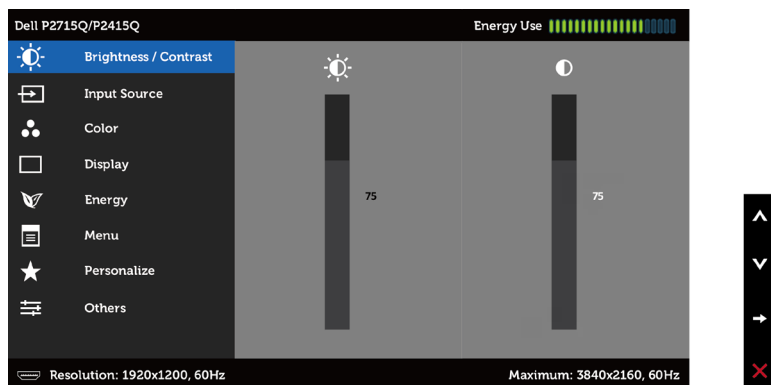 Dell P2715Q/P2415Q
Energy Use
Brightness / Contrast
Input Source
Color
Display
Energy
Menu
Personalize
Others
75
75
Resolution: 1920x1200, 60Hz
Maximum: 3840x2160, 60Hz